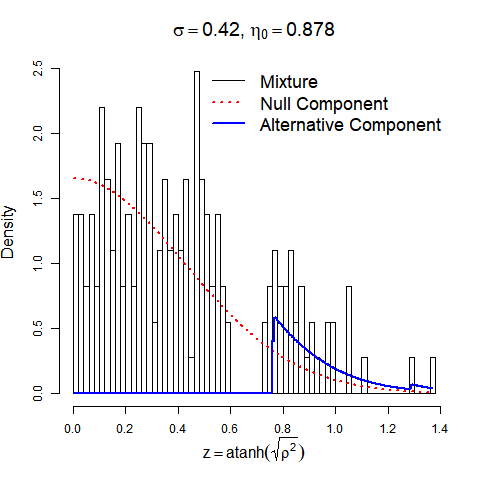 σ = 0.42, η₀ = 0.878
Mixture
Null Component
Alternative Component
Density
2.5
2.0
1.5
1.0
0.5
0.0
0.0 0.2 0.4 0.6 0.8 1.0 1.2 1.4
z = atanh(√ρ²)